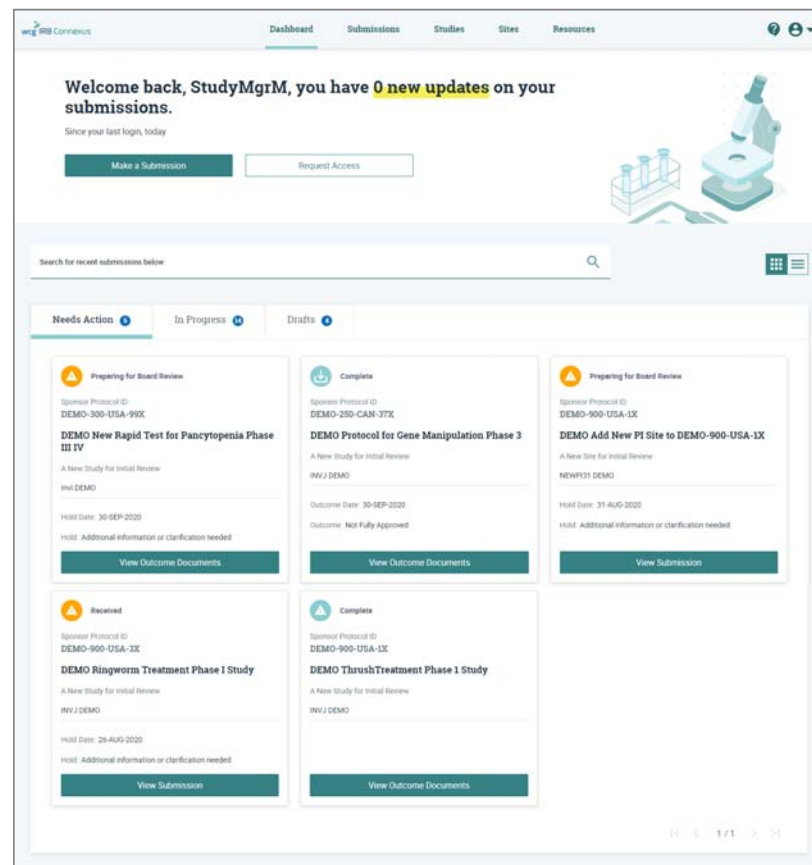 wcg IRB Connexus
Dashboard Submissions Studies Sites Resources
Welcome back, StudyMgrM, you have 0 new updates on your
submissions.
Since your last login, today
Make a Submission Request Access
Search for recent submissions below
Needs Action 5 In Progress 14 Drafts 4
Preparing for Board Review
Sponsor Protocol ID
DEMO-300-USA-99X
DEMO New Rapid Test for Pancytopenia Phase
III IV
A New Study for Initial Review
InvI DEMO
Hold Date: 30-SEP-2020
Hold: Additional information or clarification needed
View Outcome Documents
Complete
Sponsor Protocol ID
DEMO-250-CAN-37X
DEMO Protocol for Gene Manipulation Phase 3
A New Study for Initial Review
INVJ DEMO
Outcome Date: 30-SEP-2020
Outcome: Not Fully Approved
View Outcome Documents
Preparing for Board Review
Sponsor Protocol ID
DEMO-900-USA-1X
DEMO Add New PI Site to DEMO-900-USA-1X
A New Site for Initial Review
NEWPI31 DEMO
Hold Date: 31-AUG-2020
Hold: Additional information or clarification needed
View Submission
Received
Sponsor Protocol ID
DEMO-900-USA-3X
DEMO Ringworm Treatment Phase I Study
A New Study for Initial Review
INVJ DEMO
Hold Date: 26-AUG-2020
Hold: Additional information or clarification needed
View Submission
Complete
Sponsor Protocol ID
DEMO-900-USA-1X
DEMO ThrushTreatment Phase 1 Study
A New Study for Initial Review
INVJ DEMO
View Outcome Documents
1 / 1